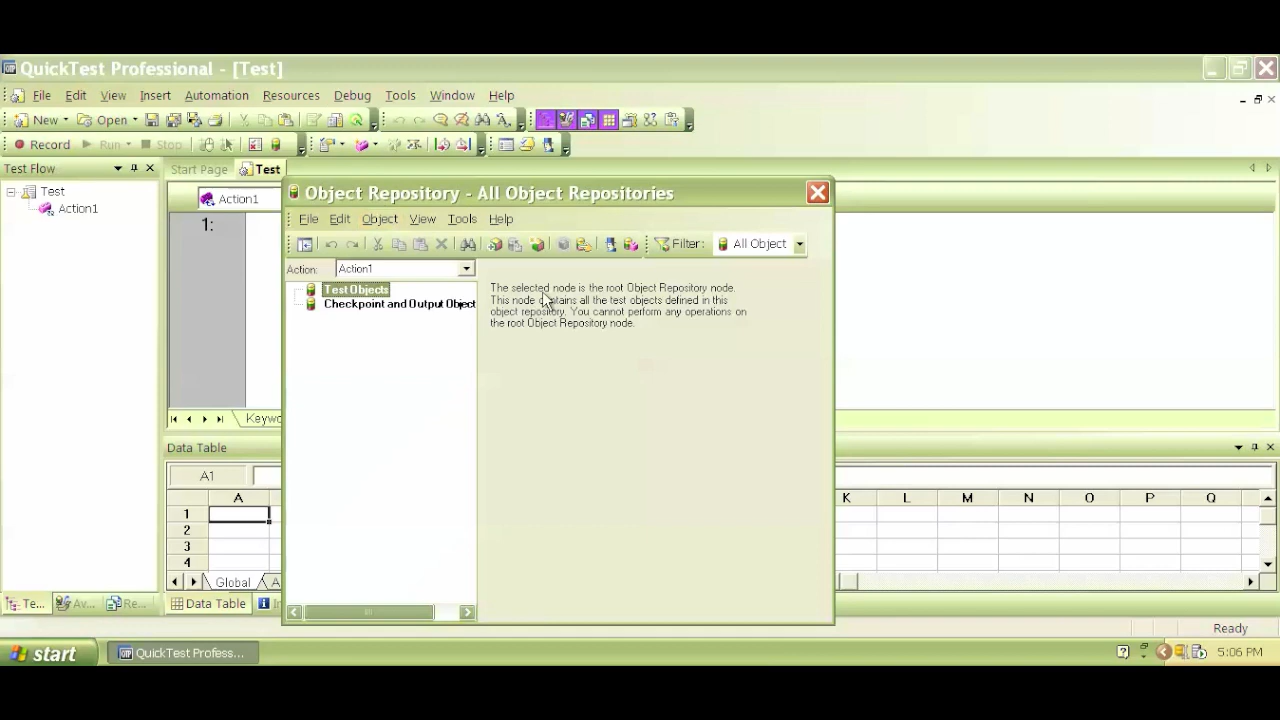 QuickTest Professional - [Test]
File Edit View Insert Automation Resources Debug Tools Window Help
New Open
Record Run Stop
Test Flow
Start Page Test
Test
Action1
Action1
1:
Object Repository - All Object Repositories
File Edit Object View Tools Help
Filter: All Object
Action: Action1
Test Objects
Checkpoint and Output Object
The selected node is the root Object Repository node.
This node contains all the test objects defined in this
object repository. You cannot perform any operations on
the root Object Repository node.
Keywo
Data Table
A1
A K L M N O P Q
1
2
3
4
Global A
Te... Av... Re... Data Table
Ready
start QuickTest Profess... 5:06 PM